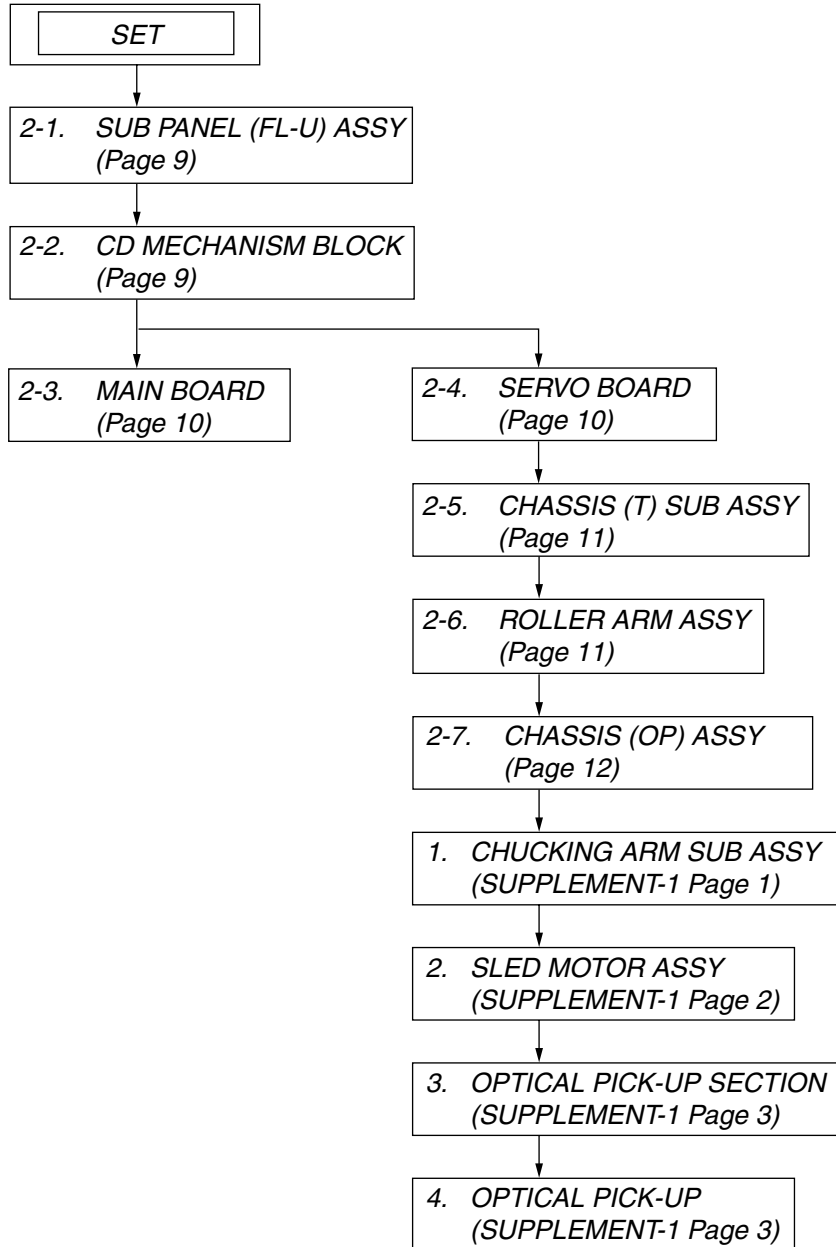 SET
2-1. SUB PANEL (FL-U) ASSY
(Page 9)
2-2. CD MECHANISM BLOCK
(Page 9)
2-3. MAIN BOARD
(Page 10)
2-4. SERVO BOARD
(Page 10)
2-5. CHASSIS (T) SUB ASSY
(Page 11)
2-6. ROLLER ARM ASSY
(Page 11)
2-7. CHASSIS (OP) ASSY
(Page 12)
1. CHUCKING ARM SUB ASSY
(SUPPLEMENT-1 Page 1)
2. SLED MOTOR ASSY
(SUPPLEMENT-1 Page 2)
3. OPTICAL PICK-UP SECTION
(SUPPLEMENT-1 Page 3)
4. OPTICAL PICK-UP
(SUPPLEMENT-1 Page 3)